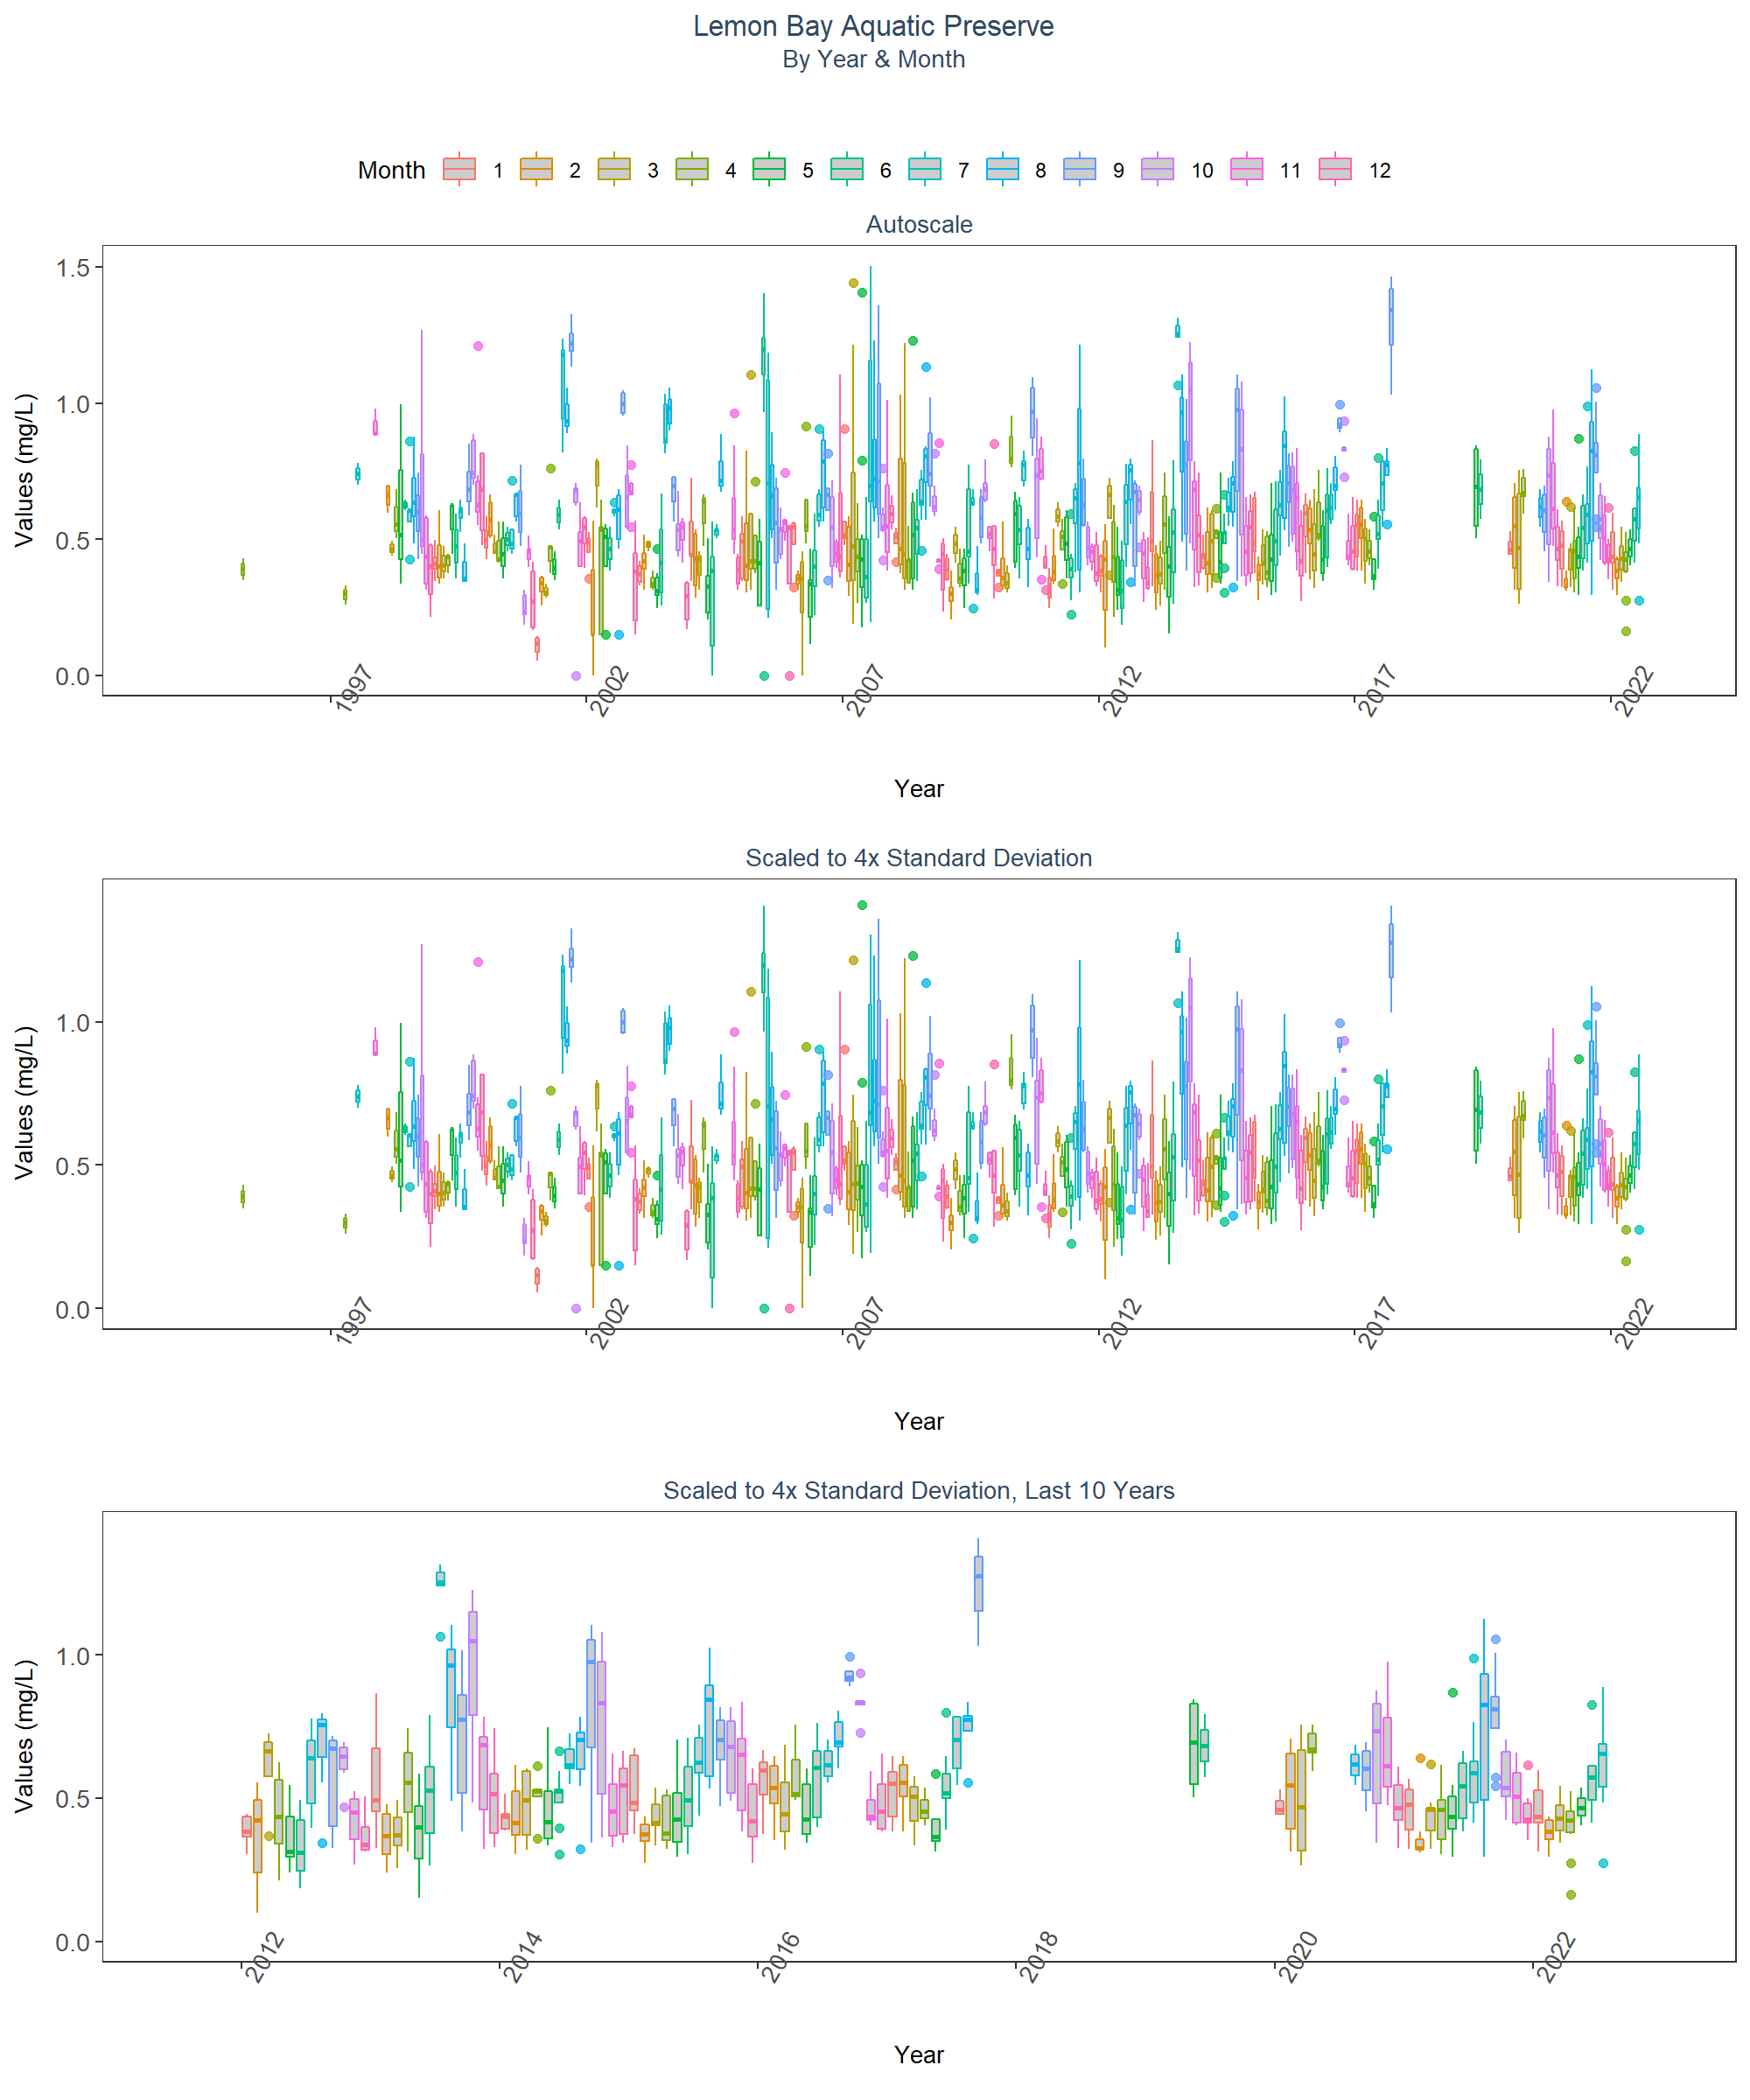 Lemon Bay Aquatic Preserve
By Year & Month
Month 1 2 3 4 5 6 7 8 9 10 11 12
Autoscale
Values (mg/L)
1.5
1.0
0.5
0.0
1997 2002 2007 2012 2017 2022
Year
Scaled to 4x Standard Deviation
Values (mg/L)
1.0
0.5
0.0
1997 2002 2007 2012 2017 2022
Year
Scaled to 4x Standard Deviation, Last 10 Years
Values (mg/L)
1.0
0.5
0.0
2012 2014 2016 2018 2020 2022
Year